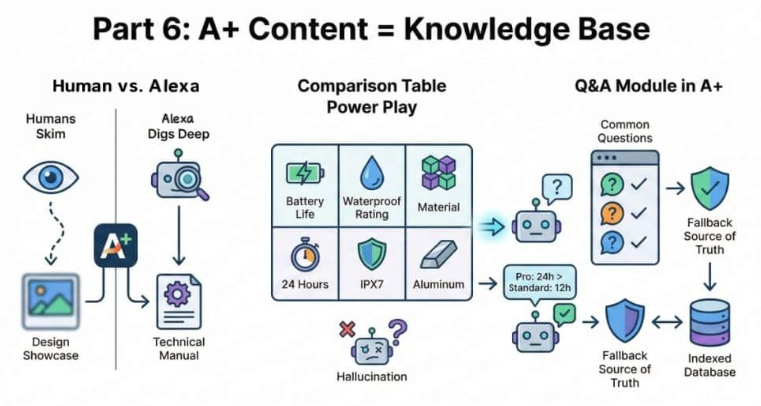 Part 6: A+ Content = Knowledge Base
Human vs. Alexa
Humans
Skim
Alexa
Digs Deep
A+
Design
Showcase
Technical
Manual
Comparison Table
Power Play
Battery
Life
Waterproof
Rating
Material
24 Hours
IPX7
Aluminum
?
Pro: 24h >
Standard: 12h
?
Hallucination
Q&A Module in A+
Common
Questions
?
?
?
Fallback
Source of
Truth
Fallback
Source of
Truth
Indexed
Database